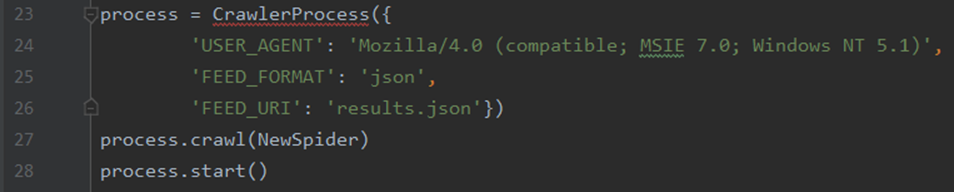 23 process = CrawlerProcess({
24 'USER_AGENT': 'Mozilla/4.0 (compatible; MSIE 7.0; Windows NT 5.1)',
25 'FEED_FORMAT': 'json',
26 'FEED_URI': 'results.json'})
27 process.crawl(NewSpider)
28 process.start()